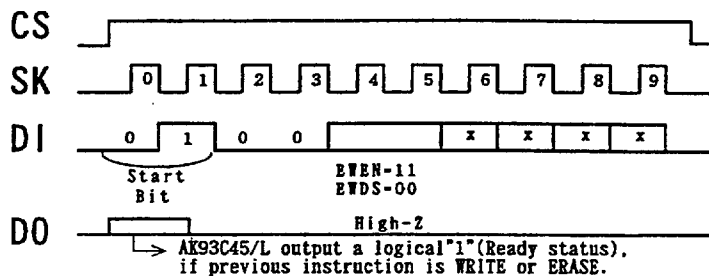 CS
SK 0 1 2 3 4 5 6 7 8 9
DI 0 1 0 0 x x x x
Start
Bit
EWEN-11
EWDS-00
DO High-Z
AK93C45/L output a logical"1"(Ready status),
if previous instruction is WRITE or ERASE.